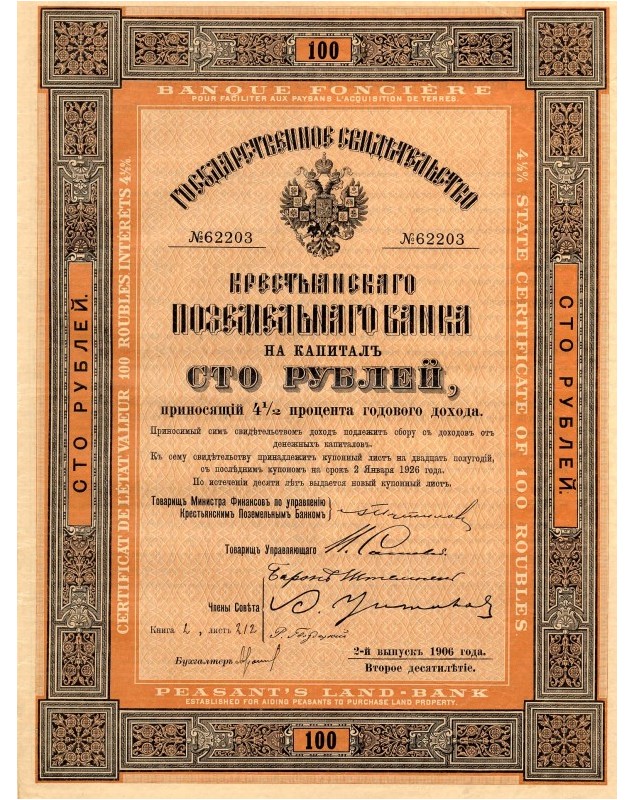 100
BANQUE FONCIÈRE
POUR FACILITER AUX PAYSANS L'ACQUISITION DE TERRES.
ГОСУДАРСТВЕННОЕ СВИДѢТЕЛЬСТВО
№62203 №62203
КРЕСТЬЯНСКАГО
ПОЗЕМЕЛЬНАГО БАНКА
НА КАПИТАЛЪ
СТО РУБЛЕЙ,
приносящій 4½ процента годового дохода.
Приносимый симъ свидѣтельствомъ доходъ подлежитъ сбору съ доходовъ отъ
денежныхъ капиталовъ.
Къ сему свидѣтельству принадлежитъ купонный листъ на двадцать полугодій,
съ послѣднимъ купономъ на срокъ 2 Января 1926 года.
По истеченіи десяти лѣтъ выдается новый купонный листъ.
Товарищъ Министра Финансовъ по управленію
Крестьянскимъ Поземельнымъ Банкомъ
Товарищъ Управляющаго
Члены Совѣта
Книга 2, листъ 212
Бухгалтеръ
2-й выпускъ 1906 года.
Второе десятилѣтіе.
СТО РУБЛЕЙ.
CERTIFICAT DE L'ÉTAT VALEUR 100 ROUBLES INTERÊTS 4½%
4½% STATE CERTIFICATE OF 100 ROUBLES
СТО РУБЛЕЙ.
PEASANT'S LAND-BANK
ESTABLISHED FOR AIDING PEASANTS TO PURCHASE LAND PROPERTY.
100